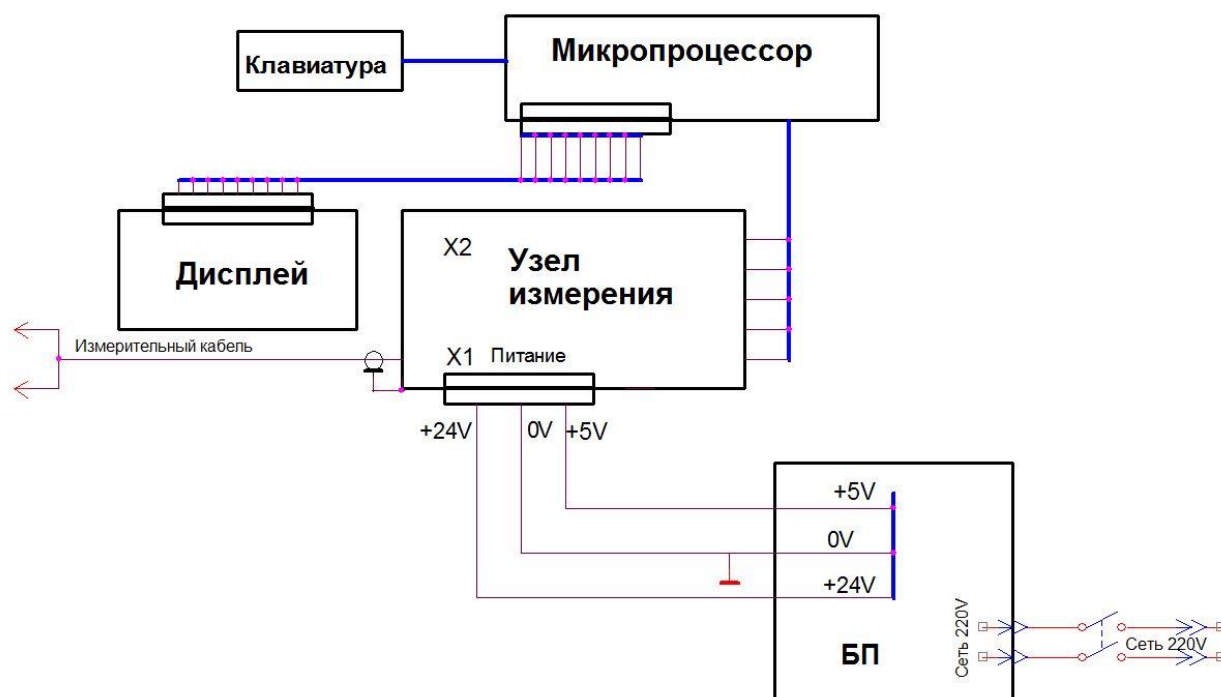 Микропроцессор
Клавиатура
Дисплей
X2
Узел
измерения
Измерительный кабель
X1
Питание
+24V
0V
+5V
+5V
0V
+24V
БП
Сеть 220V
Сеть 220V